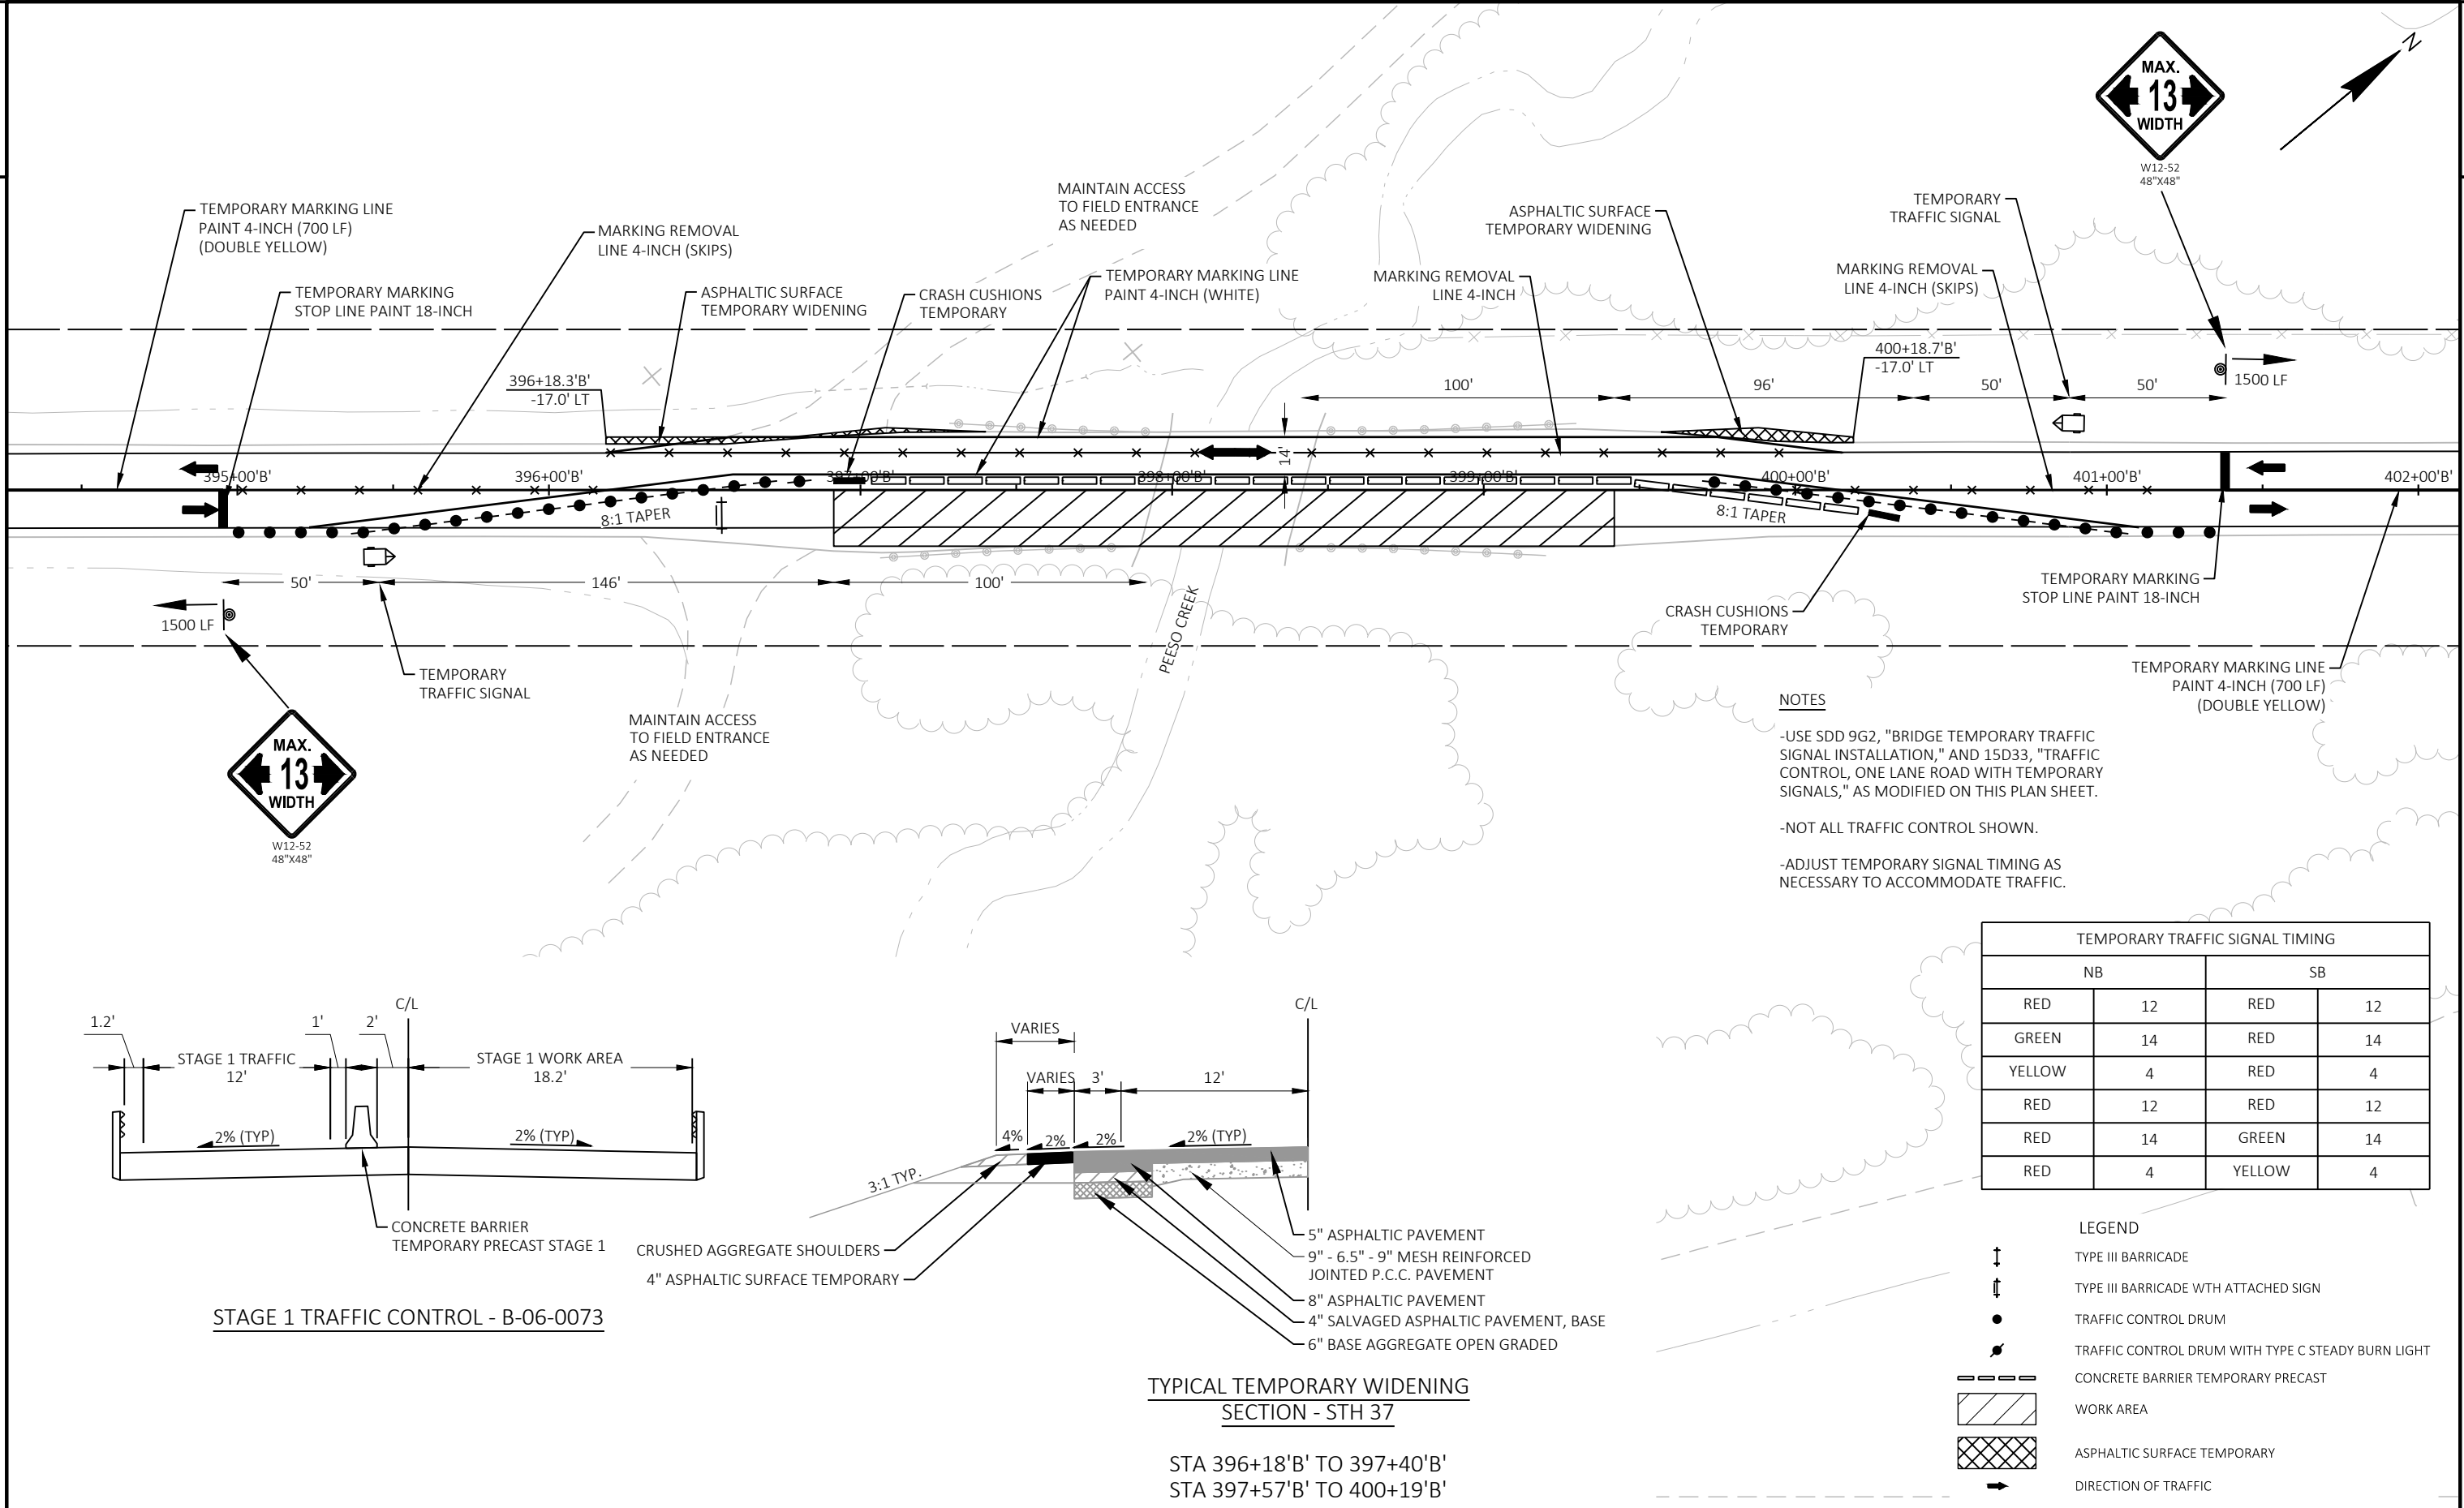 N
MAX.
13
WIDTH
W12-52
48"X48"
TEMPORARY MARKING LINE
PAINT 4-INCH (700 LF)
(DOUBLE YELLOW)
TEMPORARY MARKING
STOP LINE PAINT 18-INCH
MARKING REMOVAL
LINE 4-INCH (SKIPS)
ASPHALTIC SURFACE
TEMPORARY WIDENING
CRASH CUSHIONS
TEMPORARY
MAINTAIN ACCESS
TO FIELD ENTRANCE
AS NEEDED
TEMPORARY MARKING LINE
PAINT 4-INCH (WHITE)
MARKING REMOVAL
LINE 4-INCH
ASPHALTIC SURFACE
TEMPORARY WIDENING
TEMPORARY
TRAFFIC SIGNAL
MARKING REMOVAL
LINE 4-INCH (SKIPS)
396+18.3'B'
-17.0' LT
400+18.7'B'
-17.0' LT
100'
96'
50'
50'
1500 LF
14'
395+00'B'
396+00'B'
397+00'B'
398+00'B'
399+00'B'
400+00'B'
401+00'B'
402+00'B'
8:1 TAPER
8:1 TAPER
50'
146'
100'
1500 LF
PEESO CREEK
TEMPORARY
TRAFFIC SIGNAL
MAINTAIN ACCESS
TO FIELD ENTRANCE
AS NEEDED
CRASH CUSHIONS
TEMPORARY
TEMPORARY MARKING
STOP LINE PAINT 18-INCH
TEMPORARY MARKING LINE
PAINT 4-INCH (700 LF)
(DOUBLE YELLOW)
MAX.
13
WIDTH
W12-52
48"X48"
NOTES
-USE SDD 9G2, "BRIDGE TEMPORARY TRAFFIC
SIGNAL INSTALLATION," AND 15D33, "TRAFFIC
CONTROL, ONE LANE ROAD WITH TEMPORARY
SIGNALS," AS MODIFIED ON THIS PLAN SHEET.
-NOT ALL TRAFFIC CONTROL SHOWN.
-ADJUST TEMPORARY SIGNAL TIMING AS
NECESSARY TO ACCOMMODATE TRAFFIC.
TEMPORARY TRAFFIC SIGNAL TIMING
NB SB
RED 12 RED 12
GREEN 14 RED 14
YELLOW 4 RED 4
RED 12 RED 12
RED 14 GREEN 14
RED 4 YELLOW 4
C/L
1.2'
1'
2'
STAGE 1 TRAFFIC
12'
STAGE 1 WORK AREA
18.2'
2% (TYP)
2% (TYP)
CONCRETE BARRIER
TEMPORARY PRECAST STAGE 1
STAGE 1 TRAFFIC CONTROL - B-06-0073
C/L
VARIES
VARIES
3'
12'
4%
2%
2%
2% (TYP)
3:1 TYP.
CRUSHED AGGREGATE SHOULDERS
4" ASPHALTIC SURFACE TEMPORARY
5" ASPHALTIC PAVEMENT
9" - 6.5" - 9" MESH REINFORCED
JOINTED P.C.C. PAVEMENT
8" ASPHALTIC PAVEMENT
4" SALVAGED ASPHALTIC PAVEMENT, BASE
6" BASE AGGREGATE OPEN GRADED
TYPICAL TEMPORARY WIDENING
SECTION - STH 37
STA 396+18'B' TO 397+40'B'
STA 397+57'B' TO 400+19'B'
LEGEND
TYPE III BARRICADE
TYPE III BARRICADE WTH ATTACHED SIGN
TRAFFIC CONTROL DRUM
TRAFFIC CONTROL DRUM WITH TYPE C STEADY BURN LIGHT
CONCRETE BARRIER TEMPORARY PRECAST
WORK AREA
ASPHALTIC SURFACE TEMPORARY
DIRECTION OF TRAFFIC